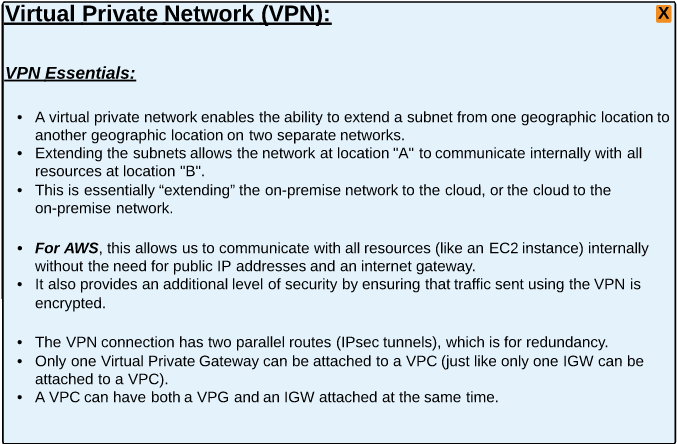 Virtual Private Network (VPN):
X
VPN Essentials:
• A virtual private network enables the ability to extend a subnet from one geographic location to
another geographic location on two separate networks.
• Extending the subnets allows the network at location "A" to communicate internally with all
resources at location "B".
• This is essentially “extending” the on-premise network to the cloud, or the cloud to the
on-premise network.
• For AWS, this allows us to communicate with all resources (like an EC2 instance) internally
without the need for public IP addresses and an internet gateway.
• It also provides an additional level of security by ensuring that traffic sent using the VPN is
encrypted.
• The VPN connection has two parallel routes (IPsec tunnels), which is for redundancy.
• Only one Virtual Private Gateway can be attached to a VPC (just like only one IGW can be
attached to a VPC).
• A VPC can have both a VPG and an IGW attached at the same time.